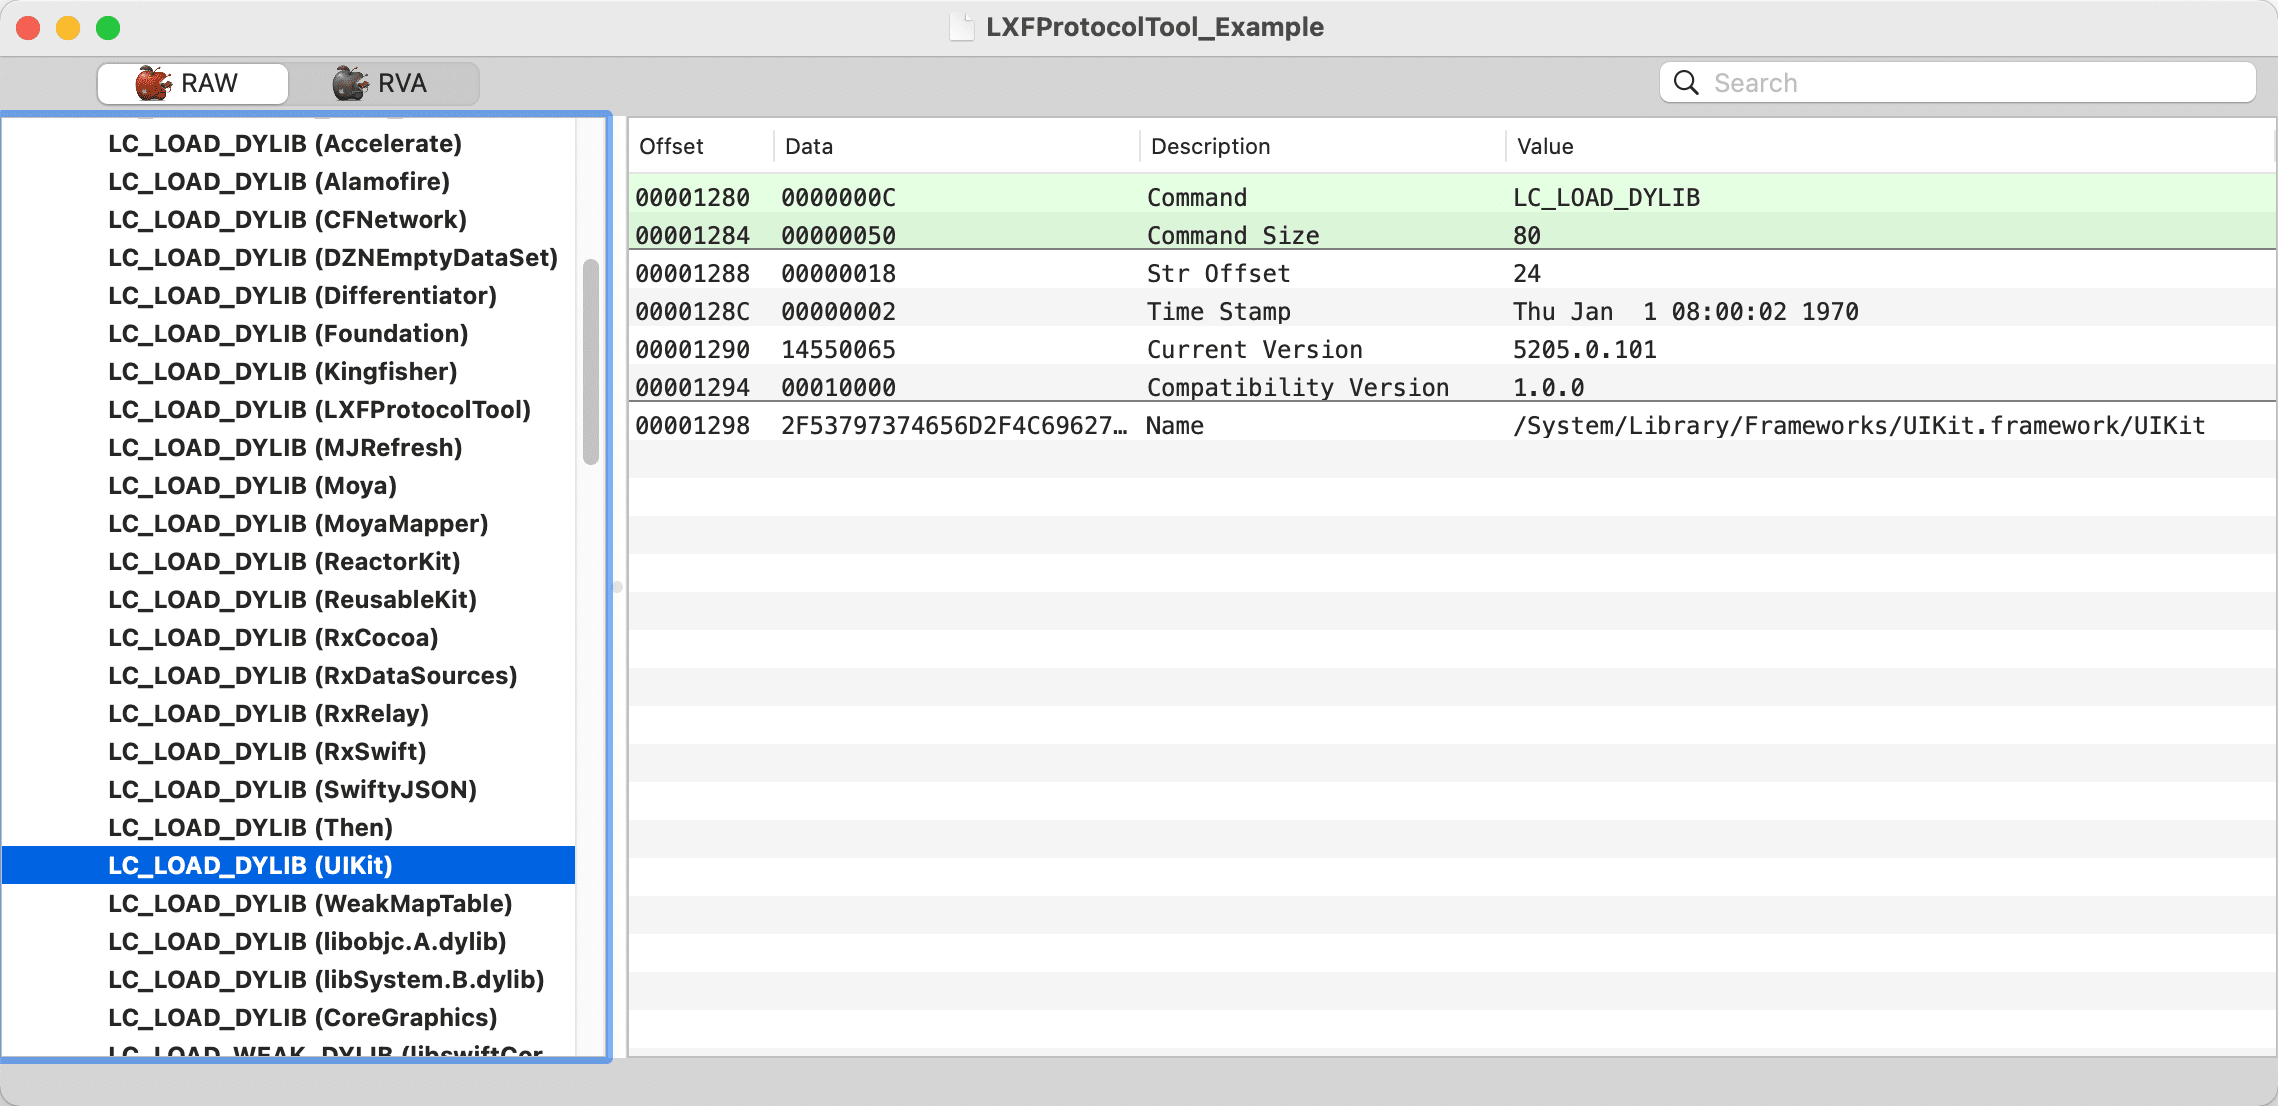 LXFProtocolTool_Example
RAW RVA Search
LC_LOAD_DYLIB (Accelerate)
LC_LOAD_DYLIB (Alamofire)
LC_LOAD_DYLIB (CFNetwork)
LC_LOAD_DYLIB (DZNEmptyDataSet)
LC_LOAD_DYLIB (Differentiator)
LC_LOAD_DYLIB (Foundation)
LC_LOAD_DYLIB (Kingfisher)
LC_LOAD_DYLIB (LXFProtocolTool)
LC_LOAD_DYLIB (MJRefresh)
LC_LOAD_DYLIB (Moya)
LC_LOAD_DYLIB (MoyaMapper)
LC_LOAD_DYLIB (ReactorKit)
LC_LOAD_DYLIB (ReusableKit)
LC_LOAD_DYLIB (RxCocoa)
LC_LOAD_DYLIB (RxDataSources)
LC_LOAD_DYLIB (RxRelay)
LC_LOAD_DYLIB (RxSwift)
LC_LOAD_DYLIB (SwiftyJSON)
LC_LOAD_DYLIB (Then)
LC_LOAD_DYLIB (UIKit)
LC_LOAD_DYLIB (WeakMapTable)
LC_LOAD_DYLIB (libobjc.A.dylib)
LC_LOAD_DYLIB (libSystem.B.dylib)
LC_LOAD_DYLIB (CoreGraphics)
LC_LOAD_WEAK_DYLIB (libswiftCor
Offset Data Description Value
00001280 0000000C Command LC_LOAD_DYLIB
00001284 00000050 Command Size 80
00001288 00000018 Str Offset 24
0000128C 00000002 Time Stamp Thu Jan  1 08:00:02 1970
00001290 14550065 Current Version 5205.0.101
00001294 00010000 Compatibility Version 1.0.0
00001298 2F53797374656D2F4C69627… Name /System/Library/Frameworks/UIKit.framework/UIKit